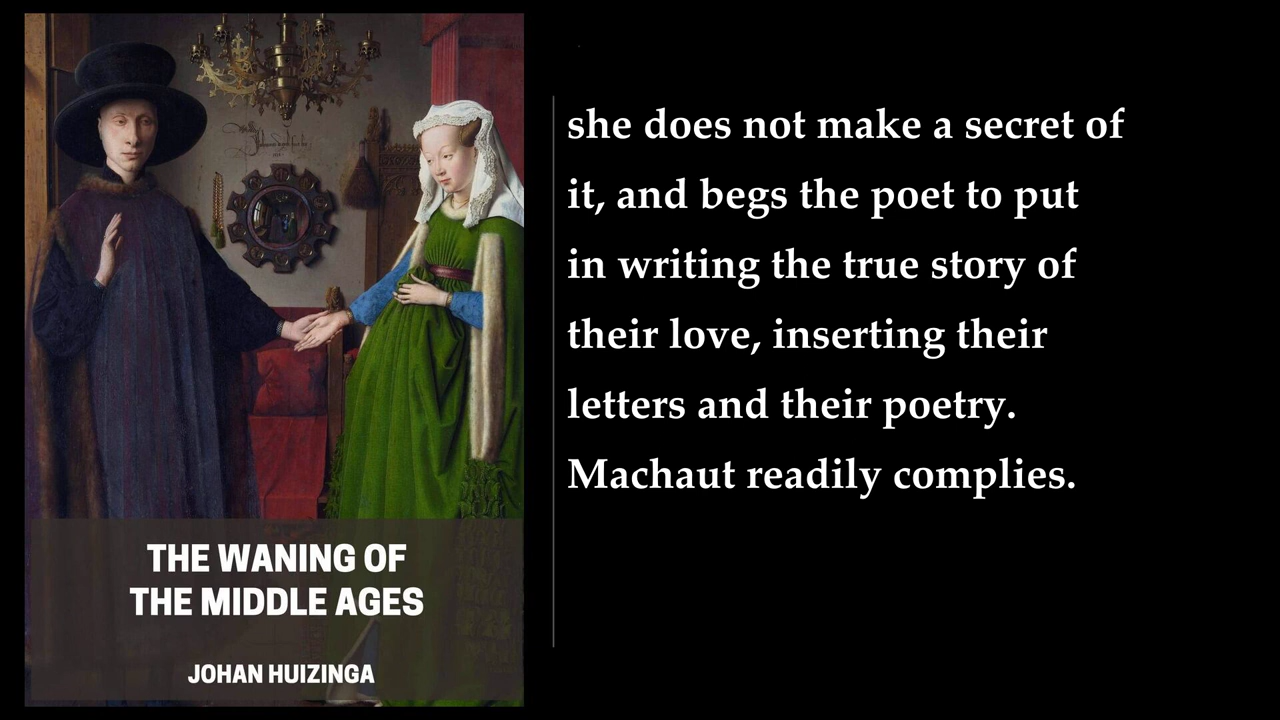 THE WANING OF
THE MIDDLE AGES
JOHAN HUIZINGA
she does not make a secret of
it, and begs the poet to put
in writing the true story of
their love, inserting their
letters and their poetry.
Machaut readily complies.